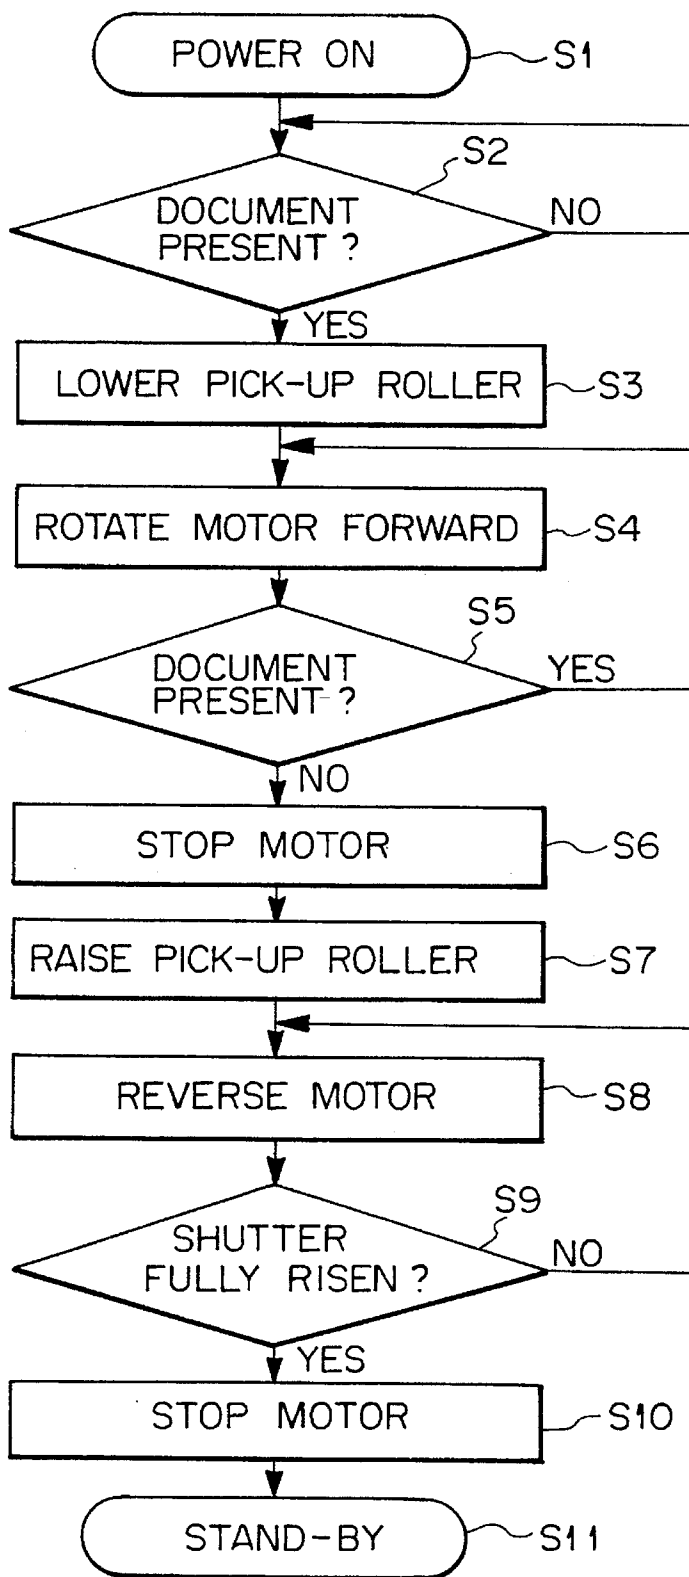 POWER ON
S1
S2
DOCUMENT
PRESENT ?
NO
YES
LOWER PICK-UP ROLLER
S3
ROTATE MOTOR FORWARD
S4
S5
DOCUMENT
PRESENT ?
YES
NO
STOP MOTOR
S6
RAISE PICK-UP ROLLER
S7
REVERSE MOTOR
S8
S9
SHUTTER
FULLY RISEN ?
NO
YES
STOP MOTOR
S10
STAND-BY
S11